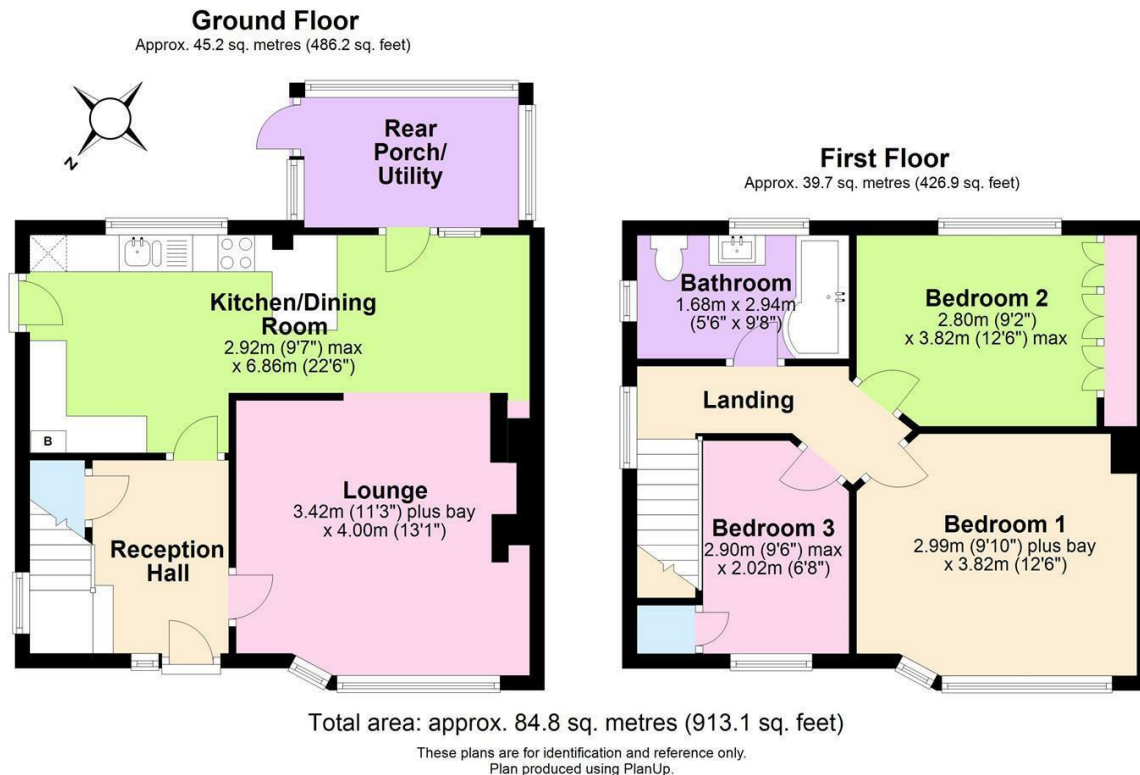 Ground Floor
Approx. 45.2 sq. metres (486.2 sq. feet)
N
Rear
Porch/
Utility
Kitchen/Dining
Room
2.92m (9'7") max
x 6.86m (22'6")
B
Lounge
3.42m (11'3") plus bay
x 4.00m (13'1")
Reception
Hall
First Floor
Approx. 39.7 sq. metres (426.9 sq. feet)
Bathroom
1.68m x 2.94m
(5'6" x 9'8")
Bedroom 2
2.80m (9'2")
x 3.82m (12'6") max
Landing
Bedroom 3
2.90m (9'6") max
x 2.02m (6'8")
Bedroom 1
2.99m (9'10") plus bay
x 3.82m (12'6")
Total area: approx. 84.8 sq. metres (913.1 sq. feet)
These plans are for identification and reference only.
Plan produced using PlanUp.